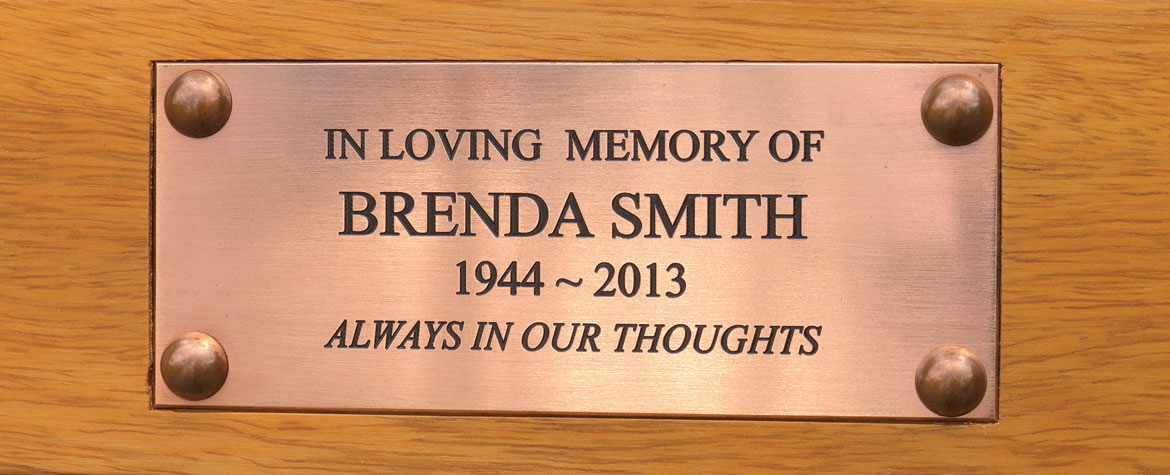 IN LOVING MEMORY OF
BRENDA SMITH
1944 ~ 2013
ALWAYS IN OUR THOUGHTS